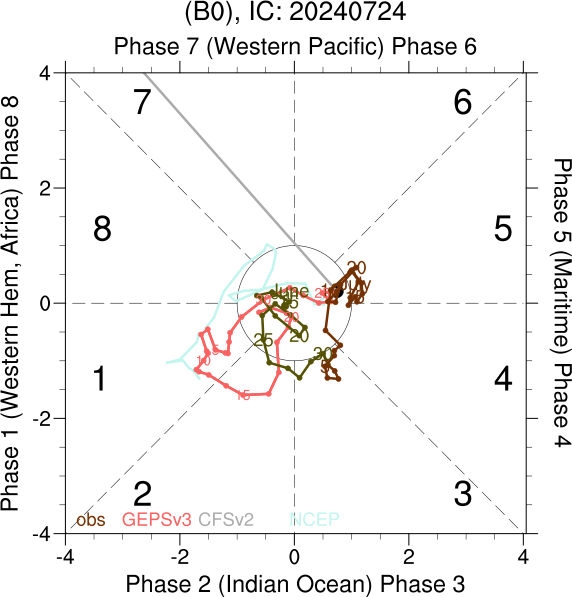 (B0), IC: 20240724
Phase 7 (Western Pacific) Phase 6
Phase 1 (Western Hem, Africa) Phase 8
Phase 5 (Maritime) Phase 4
4
2
0
-2
-4
7
6
8
5
1
4
2
3
20
June
25
20
30
15
10
obs
GEPSv3
CFSv2
NCEP
-4
-2
0
2
4
Phase 2 (Indian Ocean) Phase 3